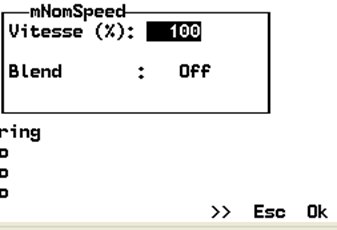 mNomSpeed
Vitesse (%): 100
Blend : Off
ring
o
o
o
>> Esc Ok